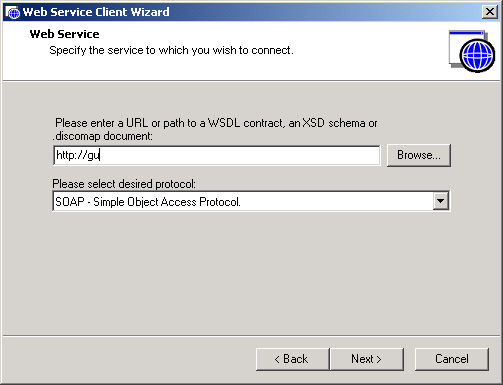 Web Service Client Wizard
Web Service
Specify the service to which you wish to connect.
Please enter a URL or path to a WSDL contract, an XSD schema or
.discomap document:
http://gu
Browse...
Please select desired protocol:
SOAP - Simple Object Access Protocol.
< Back
Next >
Cancel